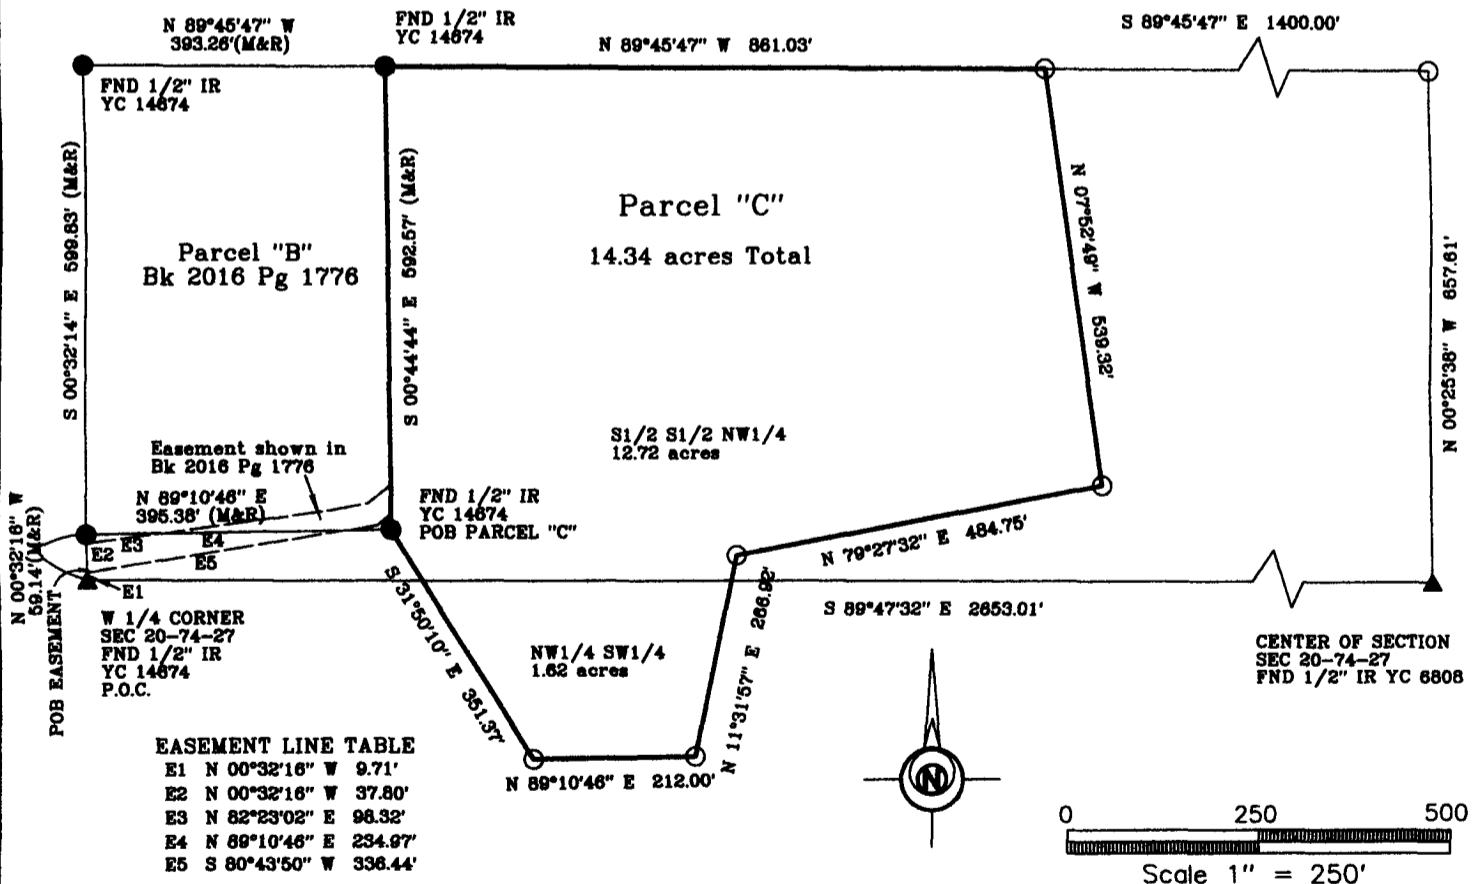 N 89°45'47" W
393.26'(M&R)
FND 1/2" IR
YC 14674
N 89°45'47" W 861.03'
S 89°45'47" E 1400.00'
FND 1/2" IR
YC 14674
S 00°32'14" E 599.83' (M&R)
S 00°44'44" E 592.57' (M&R)
Parcel "B"
Bk 2016 Pg 1776
Parcel "C"
14.34 acres Total
N 07°52'49" W 539.32'
N 00°25'38" W 657.61'
S1/2 S1/2 NW1/4
12.72 acres
Easement shown in
Bk 2016 Pg 1776
N 89°10'46" E
395.38' (M&R)
FND 1/2" IR
YC 14674
POB PARCEL "C"
N 00°32'16" W
59.14'(M&R)
E2
E3
E4
E5
E1
POB EASEMENT
W 1/4 CORNER
SEC 20-74-27
FND 1/2" IR
YC 14674
P.O.C.
N 79°27'32" E 484.75'
S 89°47'32" E 2653.01'
S 31°50'10" E 351.37'
NW1/4 SW1/4
1.62 acres
N 11°31'57" E 266.92'
N 89°10'46" E 212.00'
CENTER OF SECTION
SEC 20-74-27
FND 1/2" IR YC 6808
EASEMENT LINE TABLE
E1 N 00°32'16" W 9.71'
E2 N 00°32'16" W 37.80'
E3 N 82°23'02" E 98.32'
E4 N 89°10'46" E 234.97'
E5 S 80°43'50" W 336.44'
N
0 250 500
Scale 1" = 250'